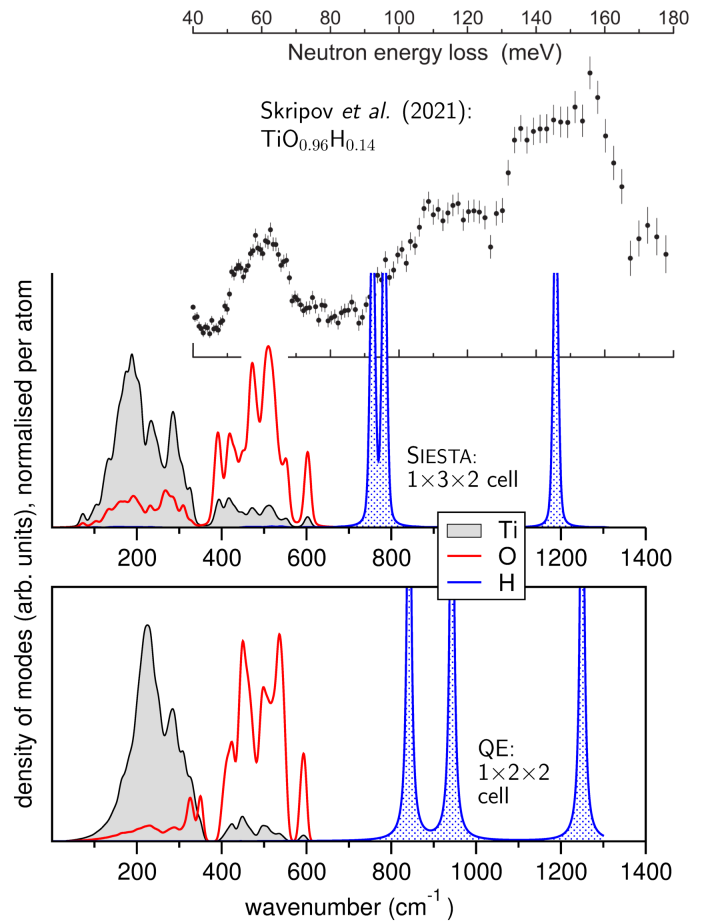 40 60 80 100 120 140 160 178
Neutron energy loss (meV)
Skripov et al. (2021):
TiO0.96H0.14
density of modes (arb. units), normalised per atom
SIESTA:
1×3×2 cell
200 400 600 800 1000 1200 1400
Ti
O
H
QE:
1×2×2
cell
200 400 600 800 1000 1200 1400
wavenumber (cm-1)